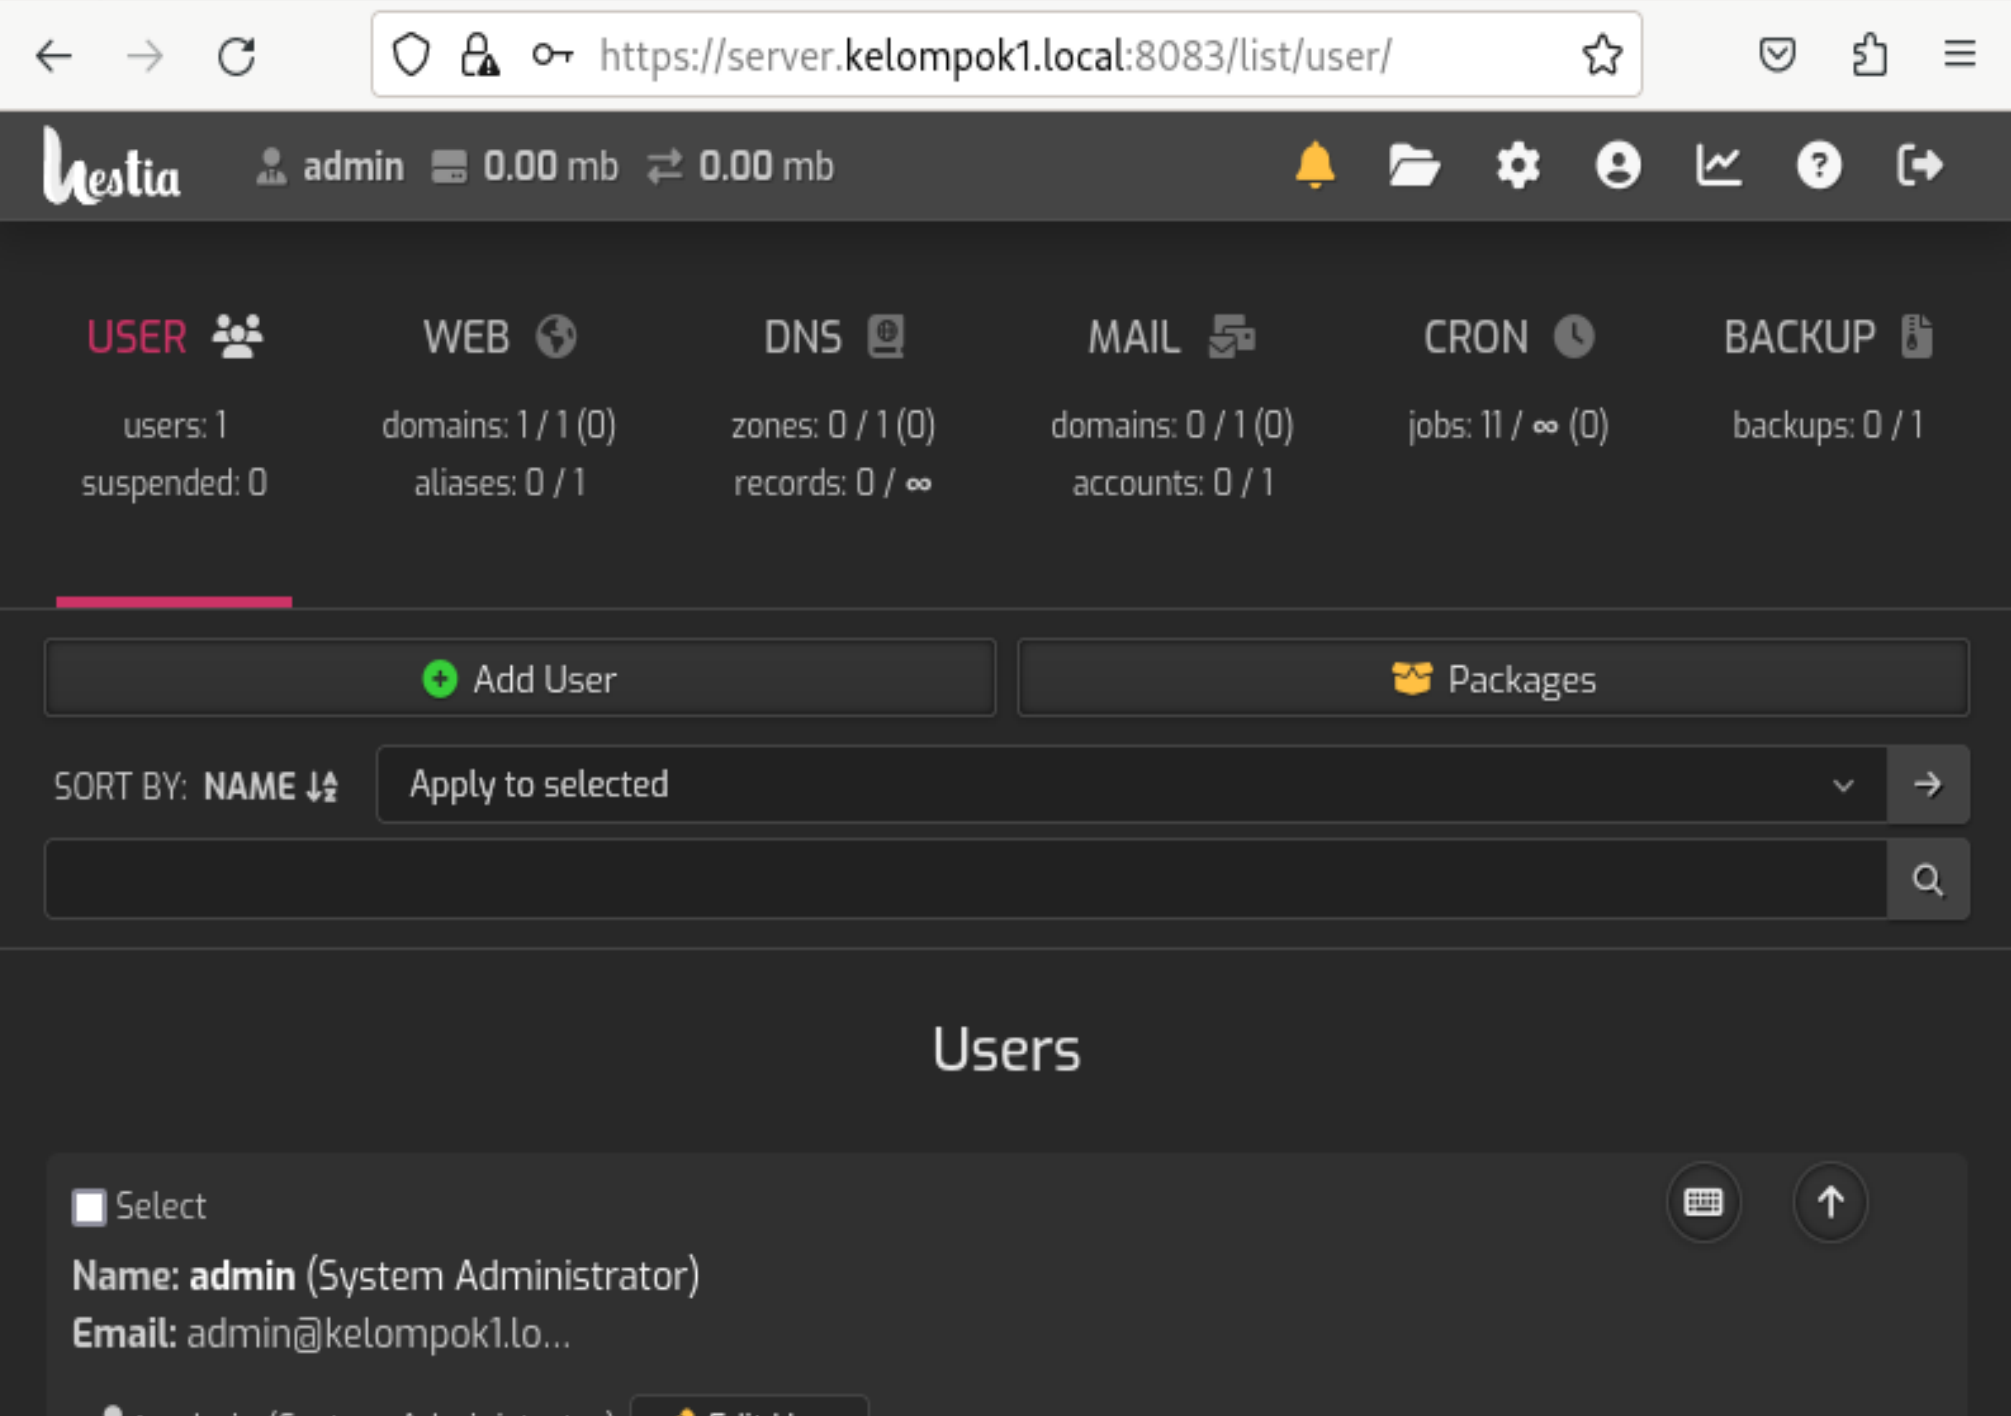 https://server.kelompok1.local:8083/list/user/
hestia admin 0.00 mb 0.00 mb
USER WEB DNS MAIL CRON BACKUP
users: 1 domains: 1 / 1 (0) zones: 0 / 1 (0) domains: 0 / 1 (0) jobs: 11 / ∞ (0) backups: 0 / 1
suspended: 0 aliases: 0 / 1 records: 0 / ∞ accounts: 0 / 1
Add User Packages
SORT BY: NAME Apply to selected
Users
Select
Name: admin (System Administrator)
Email: admin@kelompok1.lo...